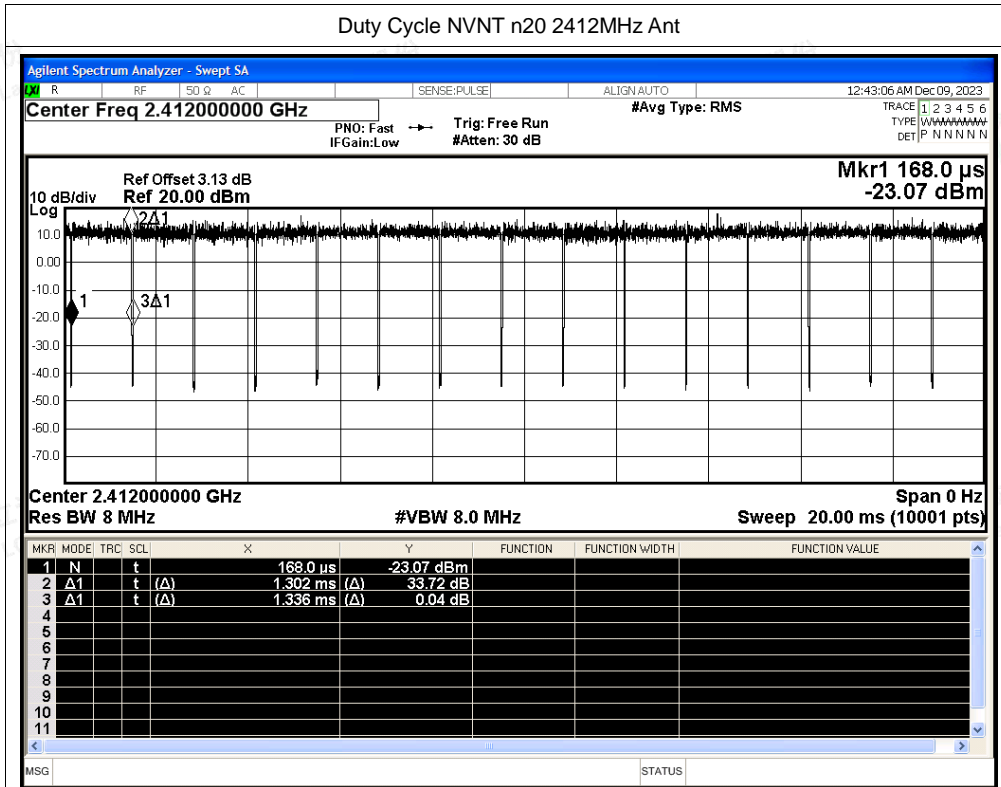 Duty Cycle NVNT n20 2412MHz Ant
Agilent Spectrum Analyzer - Swept SA
LXI R RF 50 Ω AC SENSE:PULSE ALIGN AUTO 12:43:06 AM Dec 09, 2023
Center Freq 2.412000000 GHz #Avg Type: RMS TRACE 1 2 3 4 5 6
PNO: Fast Trig: Free Run TYPE WWWWWW
IFGain:Low #Atten: 30 dB DET P N N N N N
Mkr1 168.0 µs
Ref Offset 3.13 dB
10 dB/div Ref 20.00 dBm -23.07 dBm
Log
2Δ1
10.0
0.00
-10.0
1 3Δ1
-20.0
-30.0
-40.0
-50.0
-60.0
-70.0
Center 2.412000000 GHz Span 0 Hz
Res BW 8 MHz #VBW 8.0 MHz Sweep 20.00 ms (10001 pts)
MKR MODE TRC SCL X Y FUNCTION FUNCTION WIDTH FUNCTION VALUE
1 N t 168.0 µs -23.07 dBm
2 Δ1 t (Δ) 1.302 ms (Δ) 33.72 dB
3 Δ1 t (Δ) 1.336 ms (Δ) 0.04 dB
4
5
6
7
8
9
10
11
MSG STATUS